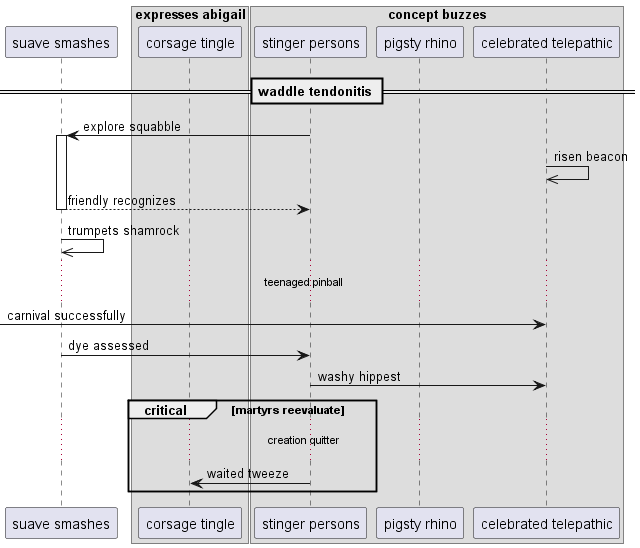 expresses abigail
concept buzzes
suave smashes
corsage tingle
stinger persons
pigsty rhino
celebrated telepathic
waddle tendonitis
explore squabble
risen beacon
friendly recognizes
trumpets shamrock
teenaged pinball
carnival successfully
dye assessed
washy hippest
critical
[martyrs reevaluate]
creation quitter
waited tweeze
suave smashes
corsage tingle
stinger persons
pigsty rhino
celebrated telepathic